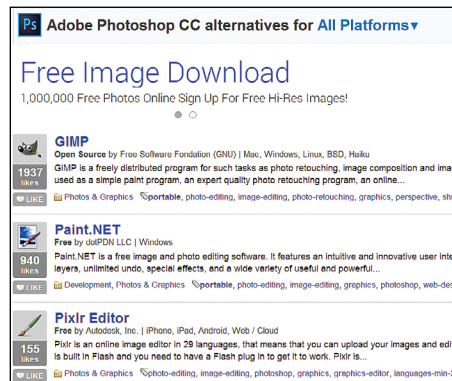 Ps Adobe Photoshop CC alternatives for All Platforms▾
Free Image Download
1,000,000 Free Photos Online Sign Up For Free Hi-Res Images!
GIMP
Open Source by Free Software Fondation (GNU) | Mac, Windows, Linux, BSD, Haiku
1937
likes
LIKE
GIMP is a freely distributed program for such tasks as photo retouching, image composition and
used as a simple paint program, an expert quality photo retouching program, an online...
Photos & Graphics portable, photo-editing, image-editing, photo-retouching, graphics, perspective,
Paint.NET
Free by dotPDN LLC | Windows
940
likes
LIKE
Paint.NET is a free image and photo editing software. It features an intuitive and innovative user
layers, unlimited undo, special effects, and a wide variety of useful and powerful...
Development, Photos & Graphics portable, photo-editing, image-editing, graphics, photoshop,
Pixlr Editor
Free by Autodesk, Inc. | iPhone, iPad, Android, Web / Cloud
155
likes
LIKE
Pixlr is an online image editor in 29 languages, that means that you can upload your images and
is built in Flash and you need to have a Flash plug in to get it to work. Pixlr is...
Photos & Graphics photo-editing, image-editing, photoshop, graphics, graphics-editor,